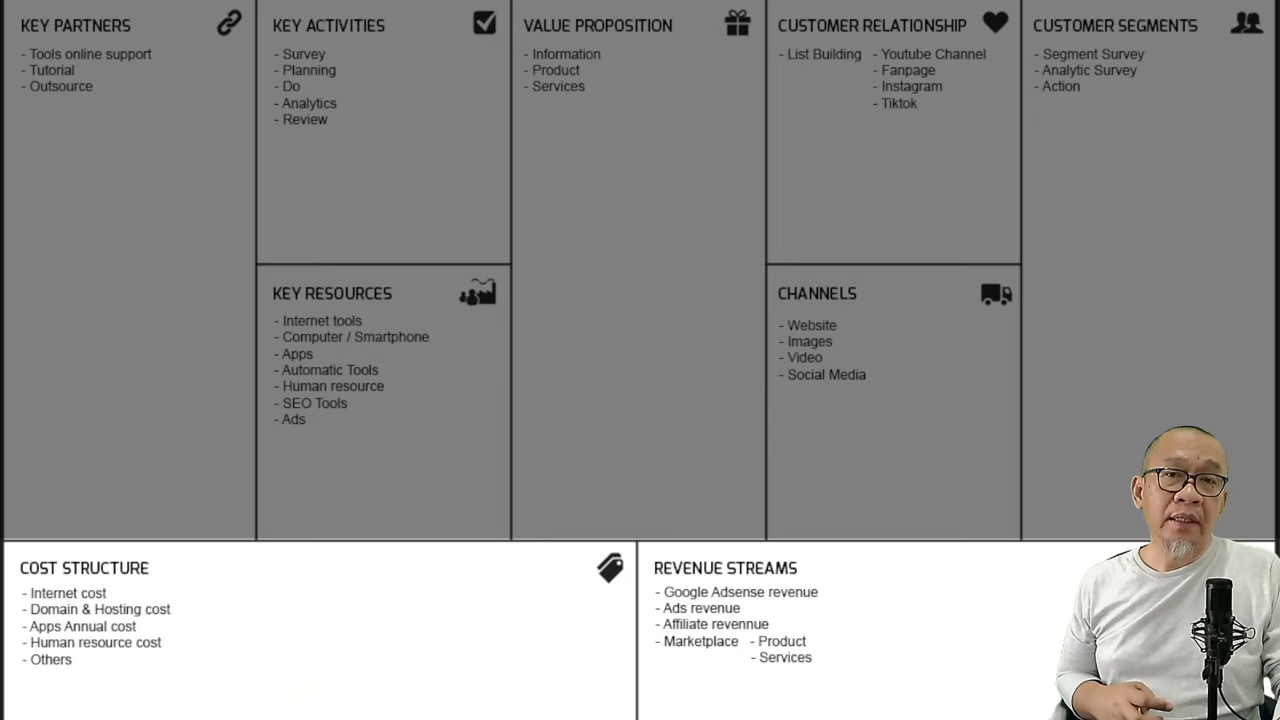 KEY PARTNERS
- Tools online support
- Tutorial
- Outsource
KEY ACTIVITIES
- Survey
- Planning
- Do
- Analytics
- Review
KEY RESOURCES
- Internet tools
- Computer / Smartphone
- Apps
- Automatic Tools
- Human resource
- SEO Tools
- Ads
VALUE PROPOSITION
- Information
- Product
- Services
CUSTOMER RELATIONSHIP
- List Building - Youtube Channel
- Fanpage
- Instagram
- Tiktok
CHANNELS
- Website
- Images
- Video
- Social Media
CUSTOMER SEGMENTS
- Segment Survey
- Analytic Survey
- Action
COST STRUCTURE
- Internet cost
- Domain & Hosting cost
- Apps Annual cost
- Human resource cost
- Others
REVENUE STREAMS
- Google Adsense revenue
- Ads revenue
- Affiliate revennue
- Marketplace - Product
- Services